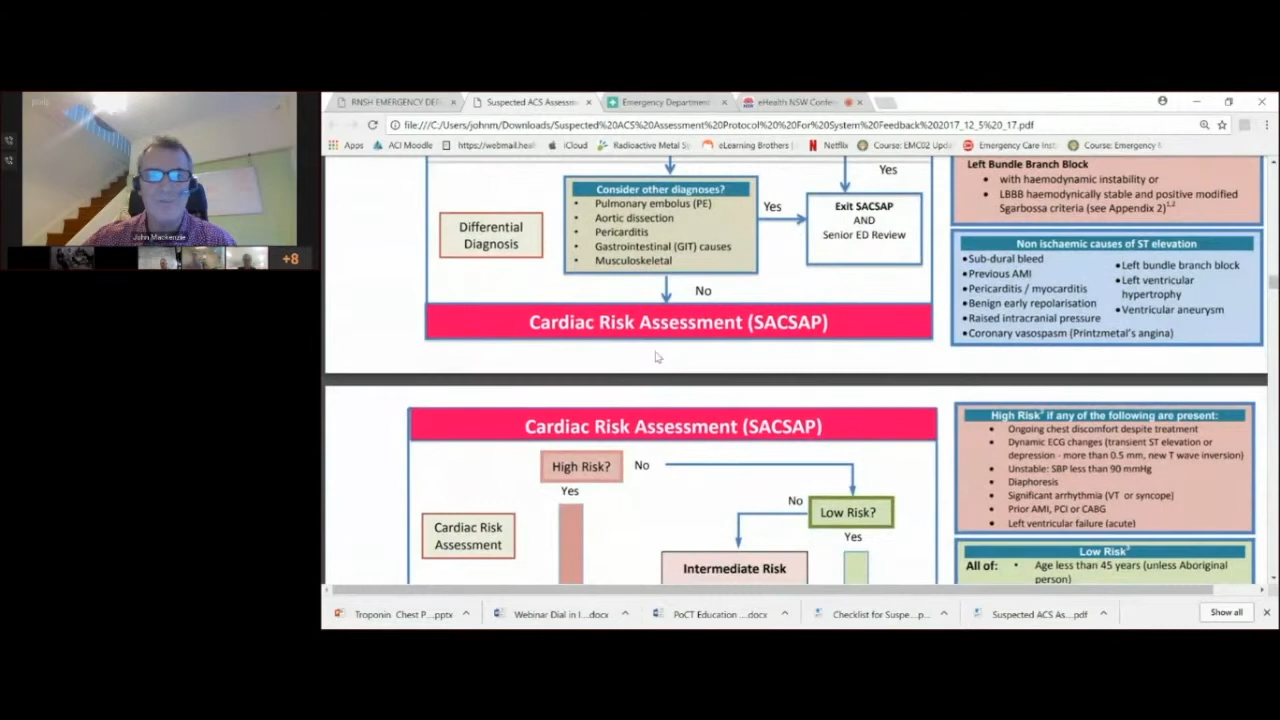 pexip
John Mackenzie
+8
RNSH EMERGENCY DEP
Suspected ACS Assessm
Emergency Department
eHealth NSW Confe
file:///C:/Users/johnm/Downloads/Suspected%20ACS%20Assessment%20Protocol%20%20For%20System%20Feedback%202017_12_5%20_17.pdf
Apps
ACI Moodle
https://webmail.heal
iCloud
Radioactive Metal Sy
eLearning Brothers |
Netflix
Course: EMC02 Upda
Emergency Care Inst
Course: Emergency M
Differential
Diagnosis
Consider other diagnoses?
• Pulmonary embolus (PE)
• Aortic dissection
• Pericarditis
• Gastrointestinal (GIT) causes
• Musculoskeletal
Yes
Yes
Exit SACSAP
AND
Senior ED Review
No
Cardiac Risk Assessment (SACSAP)
Left Bundle Branch Block
• with haemodynamic instability or
• LBBB haemodynically stable and positive modified
Sgarbossa criteria (see Appendix 2)1,2
Non ischaemic causes of ST elevation
• Sub-dural bleed
• Previous AMI
• Pericarditis / myocarditis
• Benign early repolarisation
• Raised intracranial pressure
• Coronary vasospasm (Printzmetal's angina)
• Left bundle branch block
• Left ventricular
hypertrophy
• Ventricular aneurysm
Cardiac Risk Assessment (SACSAP)
High Risk?
No
Yes
No
Low Risk?
Yes
Cardiac Risk
Assessment
Intermediate Risk
High Risk3 if any of the following are present:
• Ongoing chest discomfort despite treatment
• Dynamic ECG changes (transient ST elevation or
depression - more than 0.5 mm, new T wave inversion)
• Unstable: SBP less than 90 mmHg
• Diaphoresis
• Significant arrhythmia (VT or syncope)
• Prior AMI, PCI or CABG
• Left ventricular failure (acute)
Low Risk3
All of: • Age less than 45 years (unless Aboriginal
person)
Troponin Chest P....pptx
Webinar Dial in I....docx
PoCT Education ....docx
Checklist for Suspe....p...
Suspected ACS As....pdf
Show all